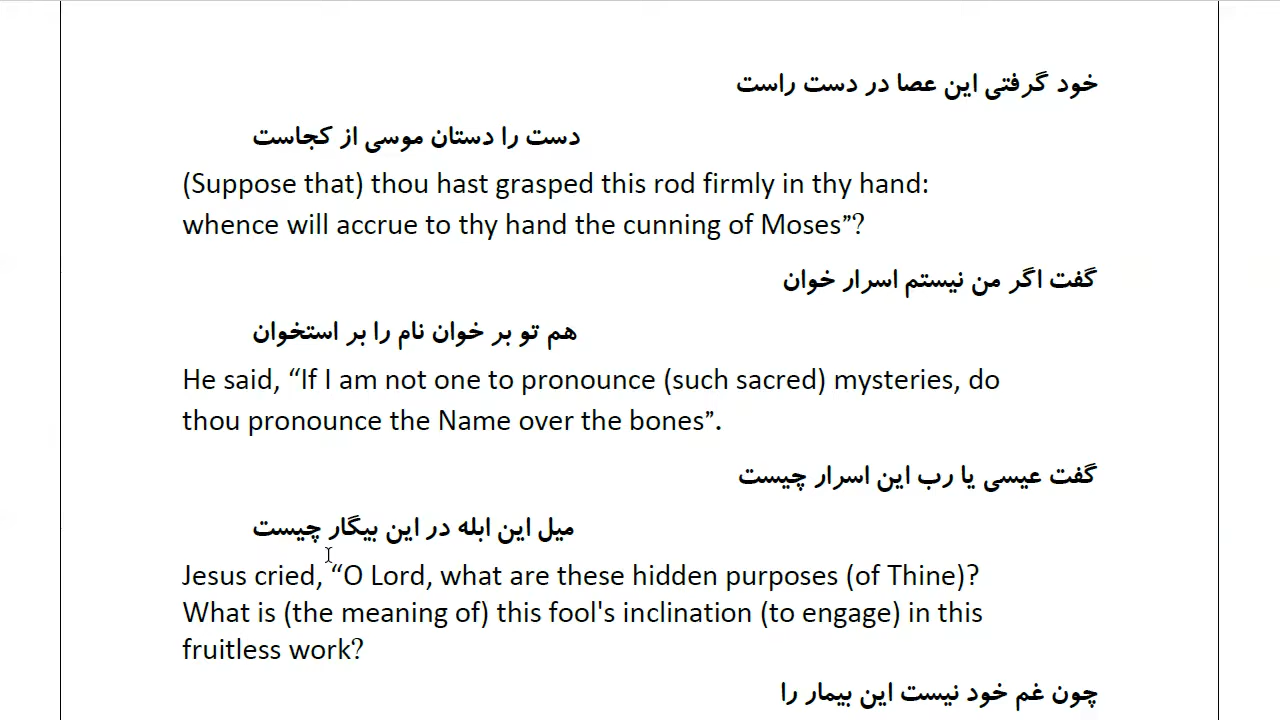 خود گرفتی این عصا در دست راست
دست را دستان موسی از کجاست
(Suppose that) thou hast grasped this rod firmly in thy hand:
whence will accrue to thy hand the cunning of Moses”?
گفت اگر من نیستم اسرار خوان
هم تو بر خوان نام را بر استخوان
He said, “If I am not one to pronounce (such sacred) mysteries, do
thou pronounce the Name over the bones”.
گفت عیسی یا رب این اسرار چیست
میل این ابله در این بیگار چیست
Jesus cried, “O Lord, what are these hidden purposes (of Thine)?
What is (the meaning of) this fool's inclination (to engage) in this
fruitless work?
چون غم خود نیست این بیمار را